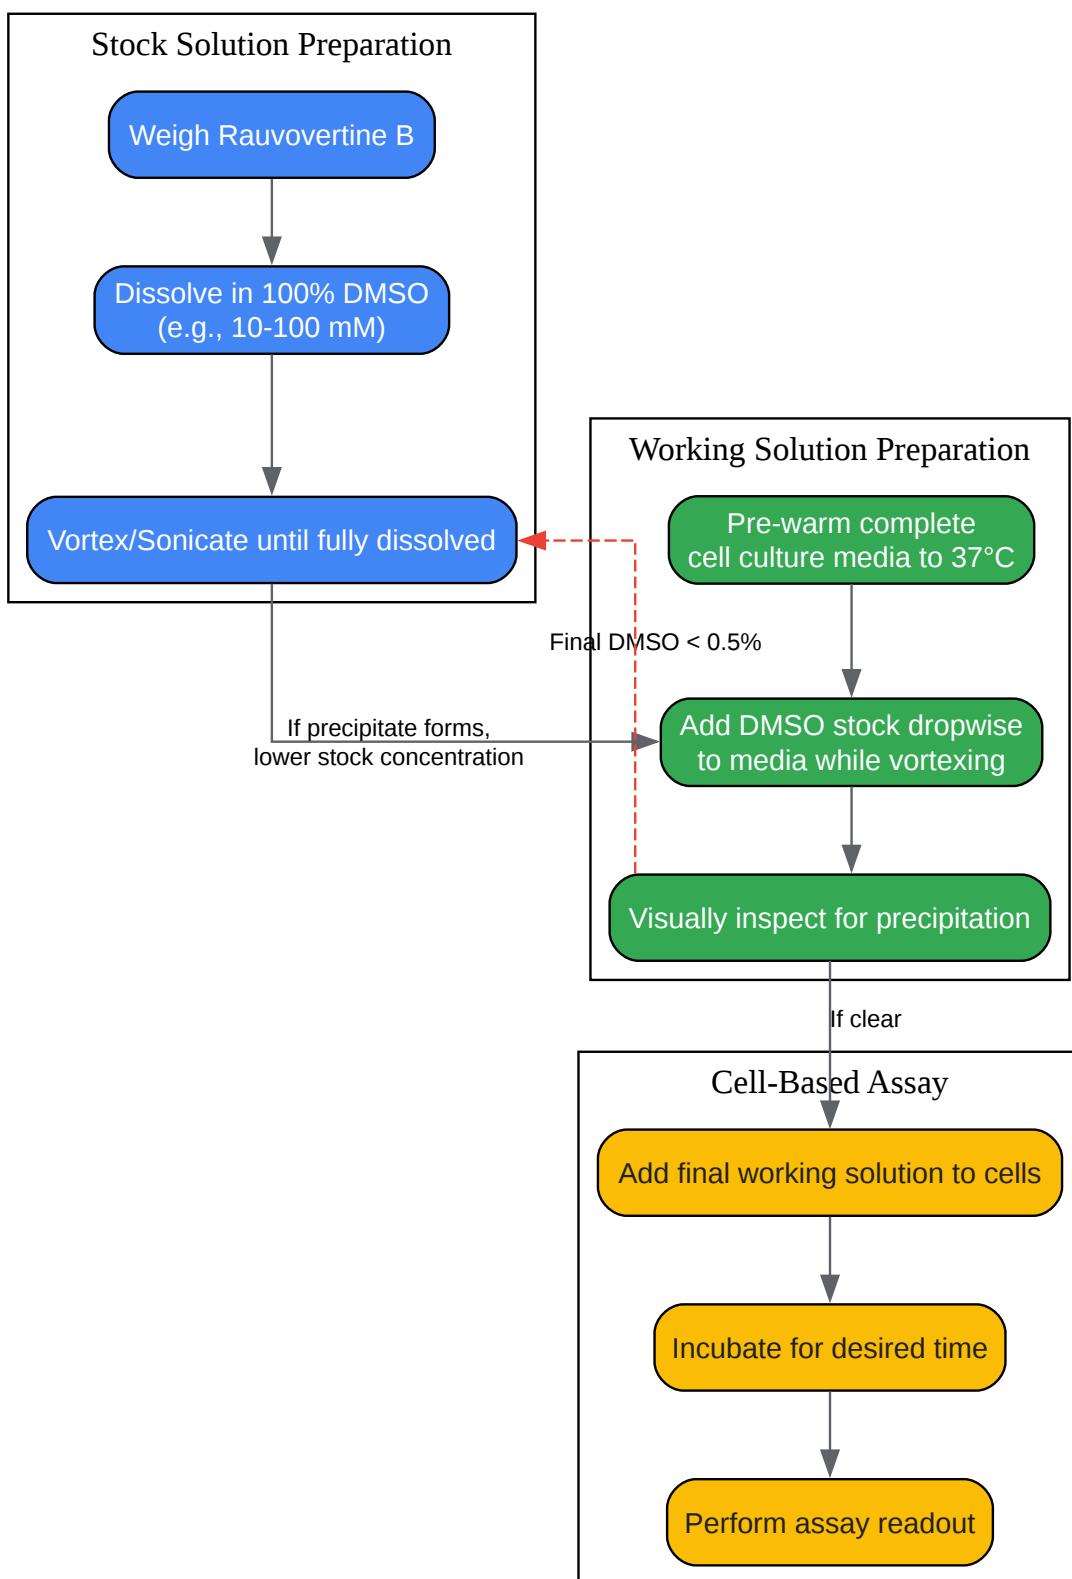 Stock Solution Preparation
Weigh Rauvovertine B
Dissolve in 100% DMSO
(e.g., 10-100 mM)
Vortex/Sonicate until fully dissolved
Working Solution Preparation
Pre-warm complete
cell culture media to 37°C
Final DMSO < 0.5%
If precipitate forms,
lower stock concentration
Add DMSO stock dropwise
to media while vortexing
Visually inspect for precipitation
If clear
Cell-Based Assay
Add final working solution to cells
Incubate for desired time
Perform assay readout